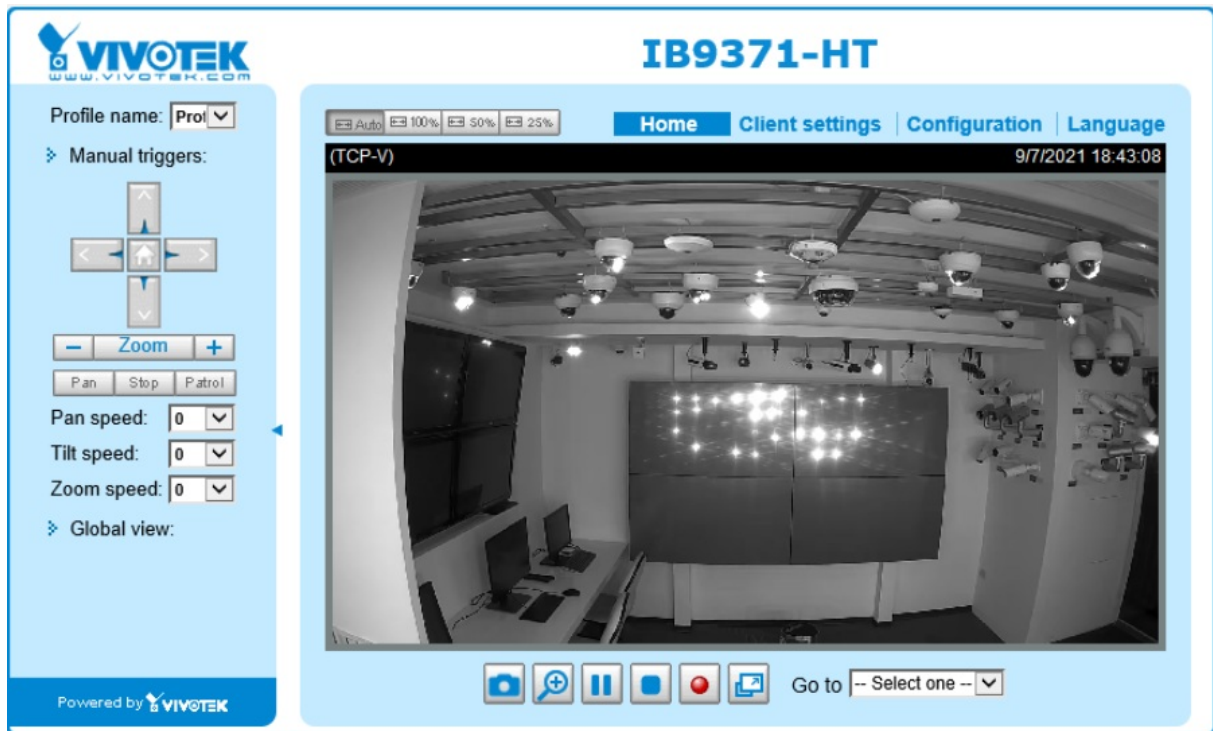 VIVOTEK
www.vivotek.com
IB9371-HT
Profile name: Prof
Manual triggers:
Zoom
Pan Stop Patrol
Pan speed: 0
Tilt speed: 0
Zoom speed: 0
Global view:
Powered by VIVOTEK
Auto 100% 50% 25%
Home Client settings Configuration Language
(TCP-V) 9/7/2021 18:43:08
Go to -- Select one --